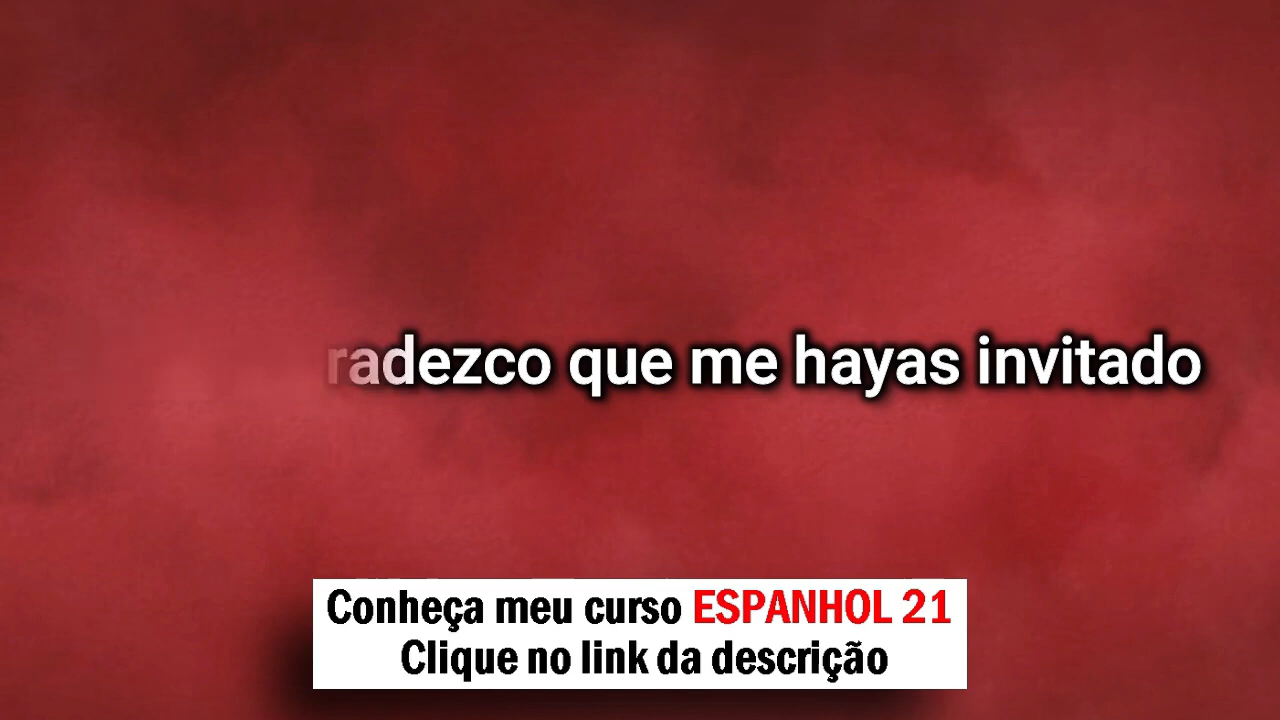 radezco que me hayas invitado
Conheça meu curso ESPANHOL 21
Clique no link da descrição